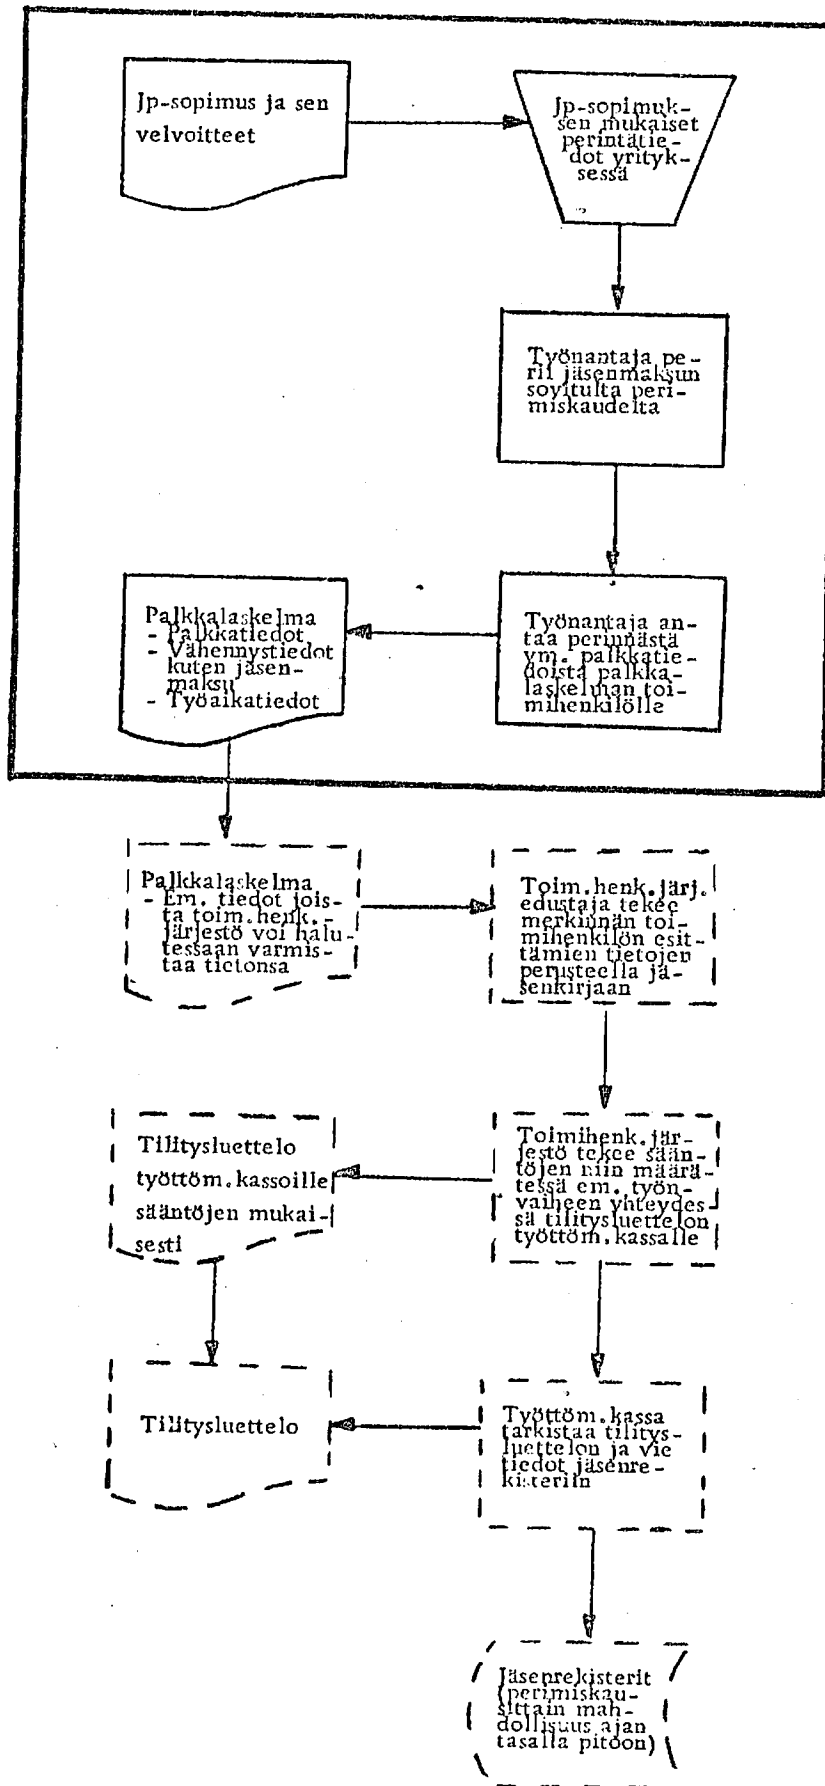 Jp-sopimus ja sen
velvoitteet
Jp-sopimuk-
sen mukaiset
perintätie-
dot yrityk-
sessä
Työnantaja pe-
rii jäsenmaksun
sovitulta peri-
miskaudelta
Työnantaja an-
taa perinnästä
ym. palkkatie-
doista palkka-
laskelman toi-
mihenkilölle
Palkkalaskelma
- Palkkatiedot
- Vähennystiedot
kuten jäsen-
maksu
- Työaikatiedot
Palkkalaskelma
- Em. tiedot jois-
ta toim.henk.-
järjestö voi halu-
tessaan varmis-
taa tietonsa
Toim.henk.järj.
edustaja tekee
merkinnän toi-
mihenkilön esit-
tämien tietojen
perusteella jä-
senkirjaan
Toimihenk.jär-
jestö tekee sään-
töjen niin määrä-
tessä em. työn-
vaiheen yhteydes-
sä tilitysluettelon
työttöm.kassalle
Tilitysluettelo
työttöm.kassoille
sääntöjen mukai-
sesti
Tilitysluettelo
Työttöm.kassa
tarkistaa tilitys-
luettelon ja vie
tiedot jäsenre-
kisteriin
Jäsenrekisterit
(perimiskau-
sittain mah-
dollisuus ajan
tasalla pitoon)